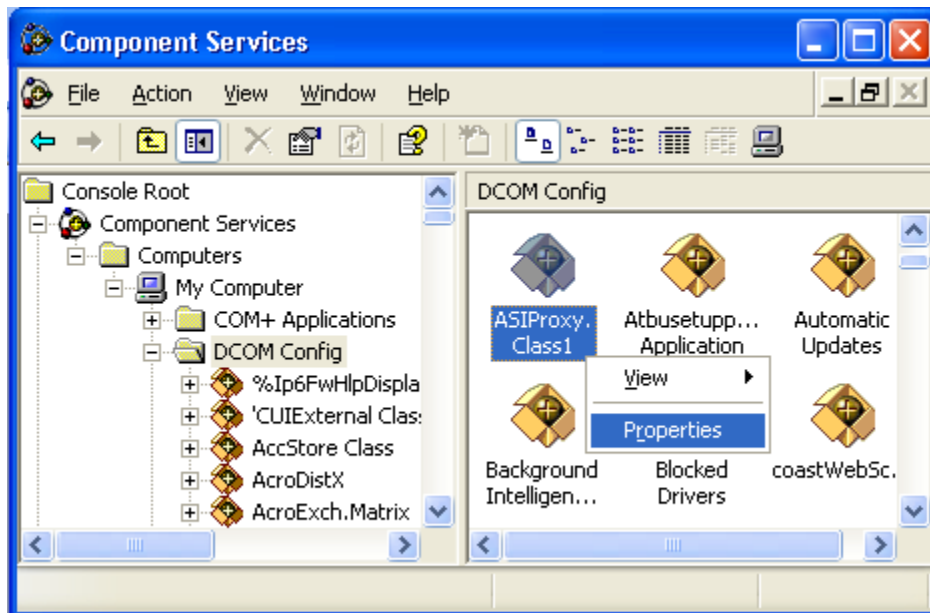 Component Services
File Action View Window Help
Console Root
Component Services
Computers
My Computer
COM+ Applications
DCOM Config
%Ip6FwHlpDispla
'CUIExternal Clas
AccStore Class
AcroDistX
AcroExch.Matrix
DCOM Config
ASIProxy. Atbusetupp... Automatic
Class1 Application Updates
View
Properties
Background Blocked coastWebSc.
Intelligen... Drivers